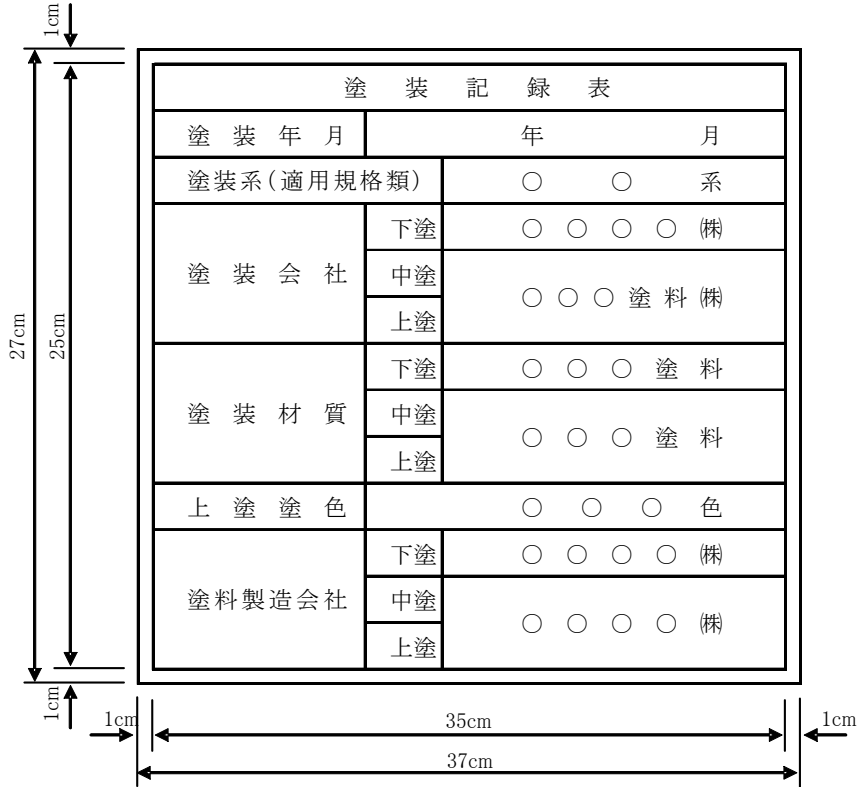 1cm
塗装記録表
塗装年月 年 月
塗装系(適用規格類) ○ ○ 系
塗装会社
下塗 ○ ○ ○ ○ ㈱
中塗
上塗
○ ○ ○ 塗 料 ㈱
塗装材質
下塗 ○ ○ ○ 塗 料
中塗
上塗
○ ○ ○ 塗 料
上塗塗色 ○ ○ ○ 色
塗料製造会社
下塗 ○ ○ ○ ○ ㈱
中塗
上塗
○ ○ ○ ○ ㈱
27cm
25cm
1cm
1cm
35cm
1cm
37cm